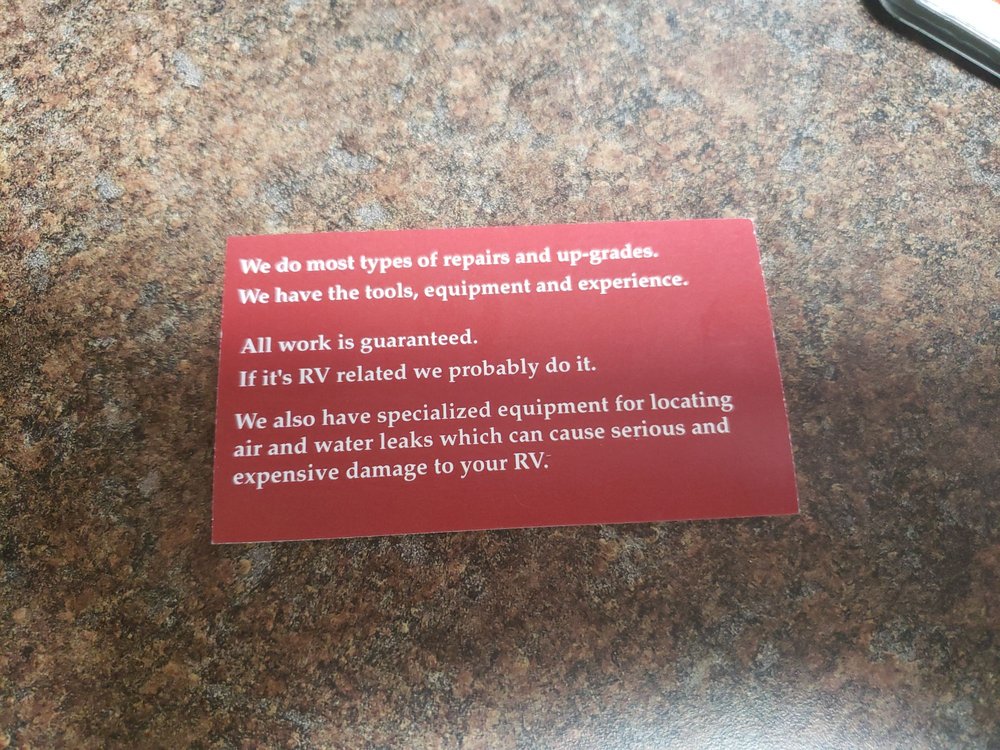 We do most types of repairs and up-grades.
We have the tools, equipment and experience.
All work is guaranteed.
If it's RV related we probably do it.
We also have specialized equipment for locating
air and water leaks which can cause serious and
expensive damage to your RV.